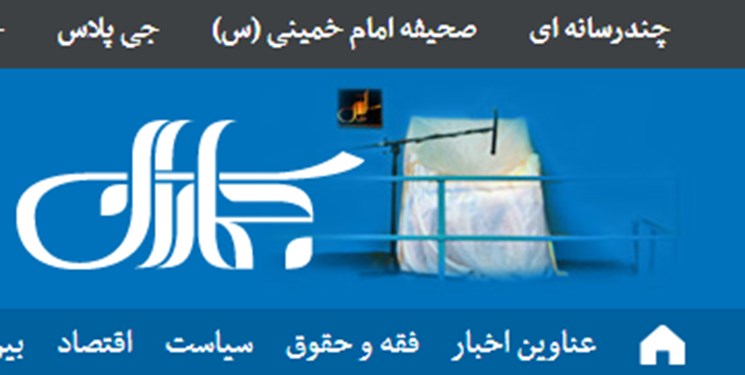 چندرسانه ای صحیفه امام خمینی (س) جی پلاس
جماران
عناوین اخبار فقه و حقوق سیاست اقتصاد